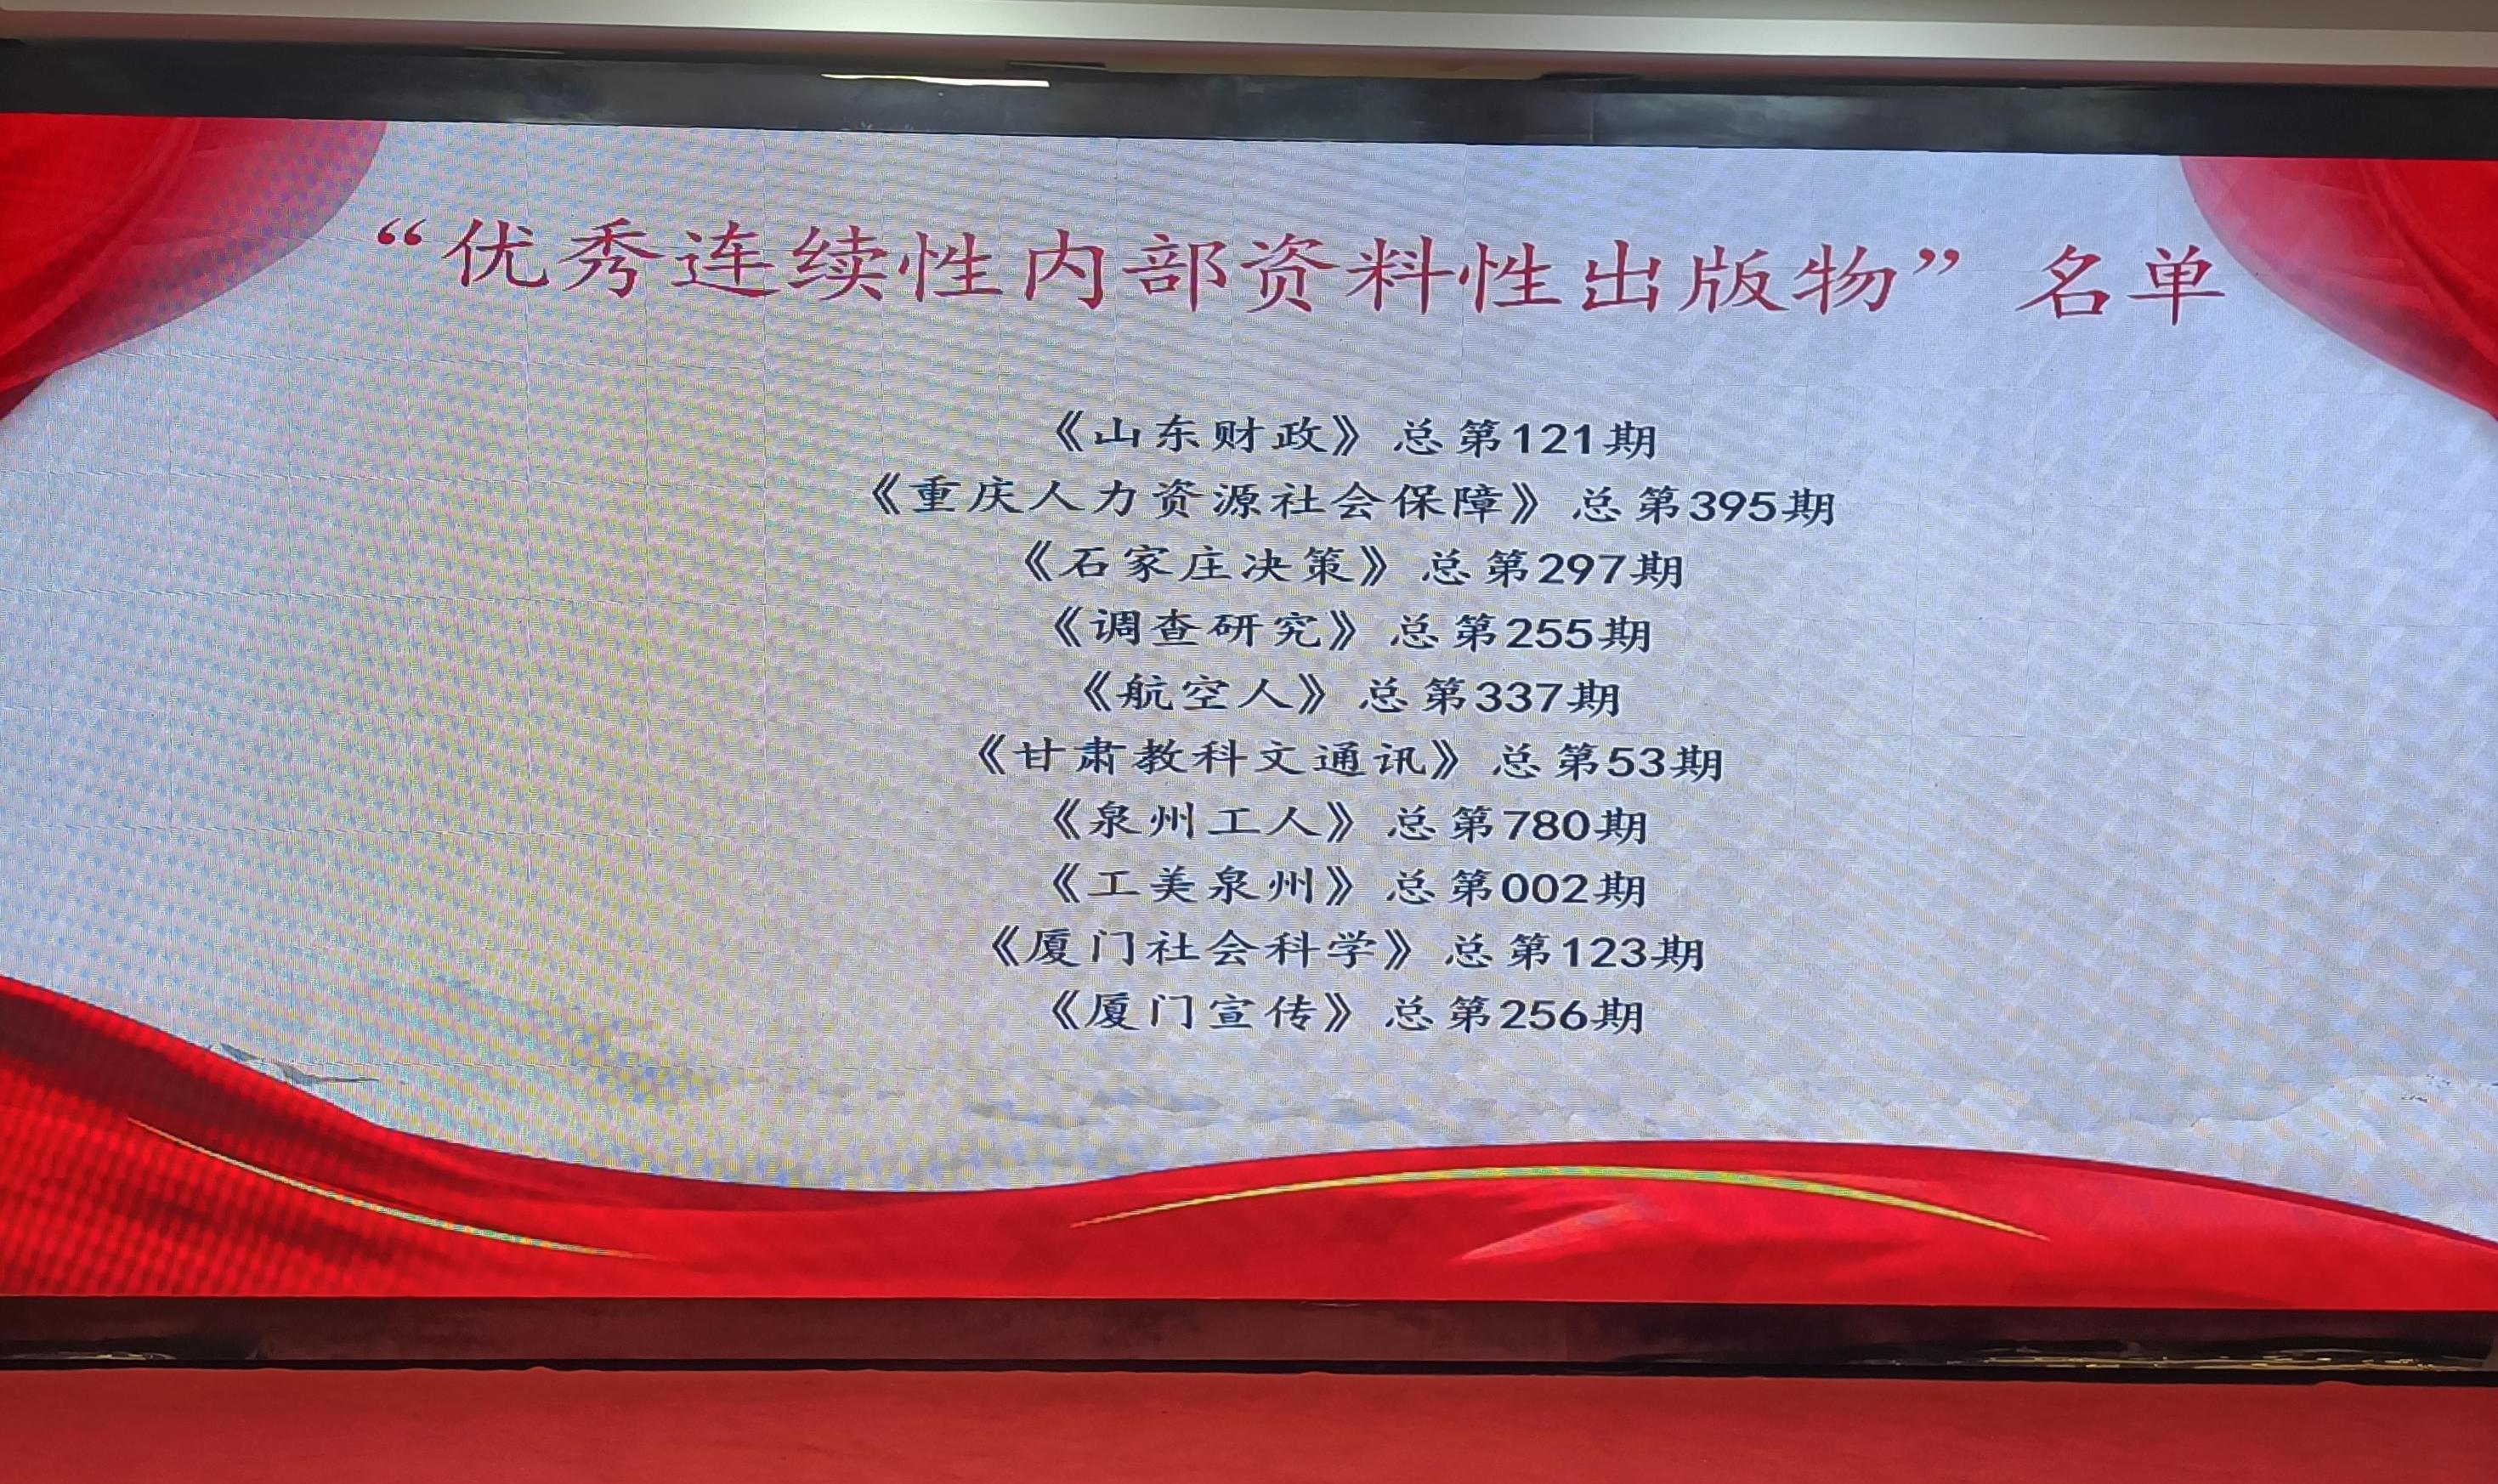 “优秀连续性内部资料性出版物”名单
《山东财政》总第121期
《重庆人力资源社会保障》总第395期
《石家庄决策》总第297期
《调查研究》总第255期
《航空人》总第337期
《甘肃教科文通讯》总第53期
《泉州工人》总第780期
《工美泉州》总第002期
《厦门社会科学》总第123期
《厦门宣传》总第256期